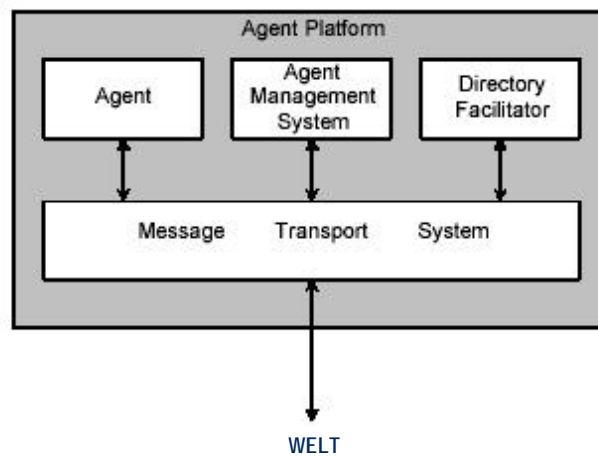 Agent Platform
Agent
Agent
Management
System
Directory
Facilitator
Message Transport System
WELT